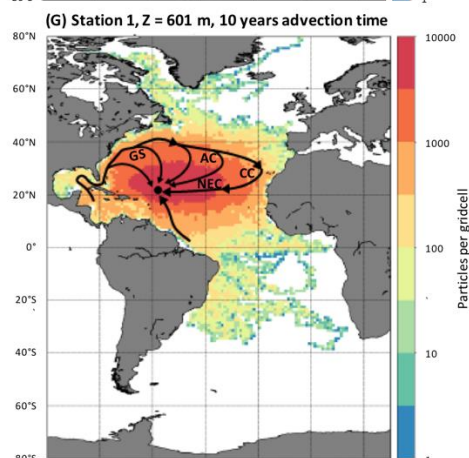 (G) Station 1, Z = 601 m, 10 years advection time
80°N
60°N
40°N
20°N
0°
20°S
40°S
60°S
GS
AC
CC
NEC
10000
1000
100
10
Particles per gridcell